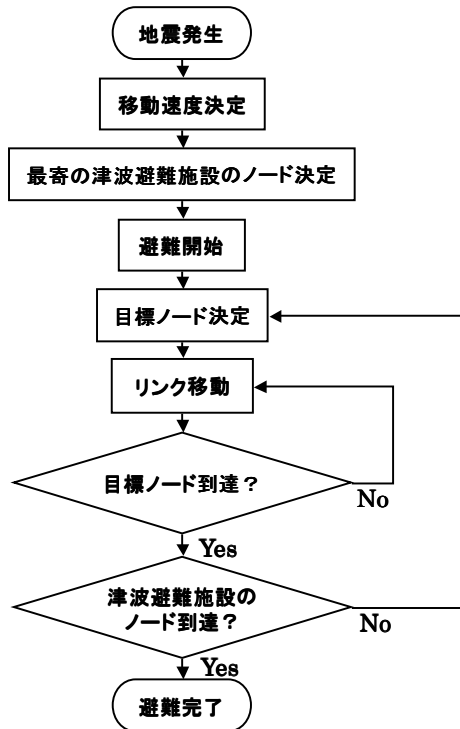 地震発生
移動速度決定
最寄の津波避難施設のノード決定
避難開始
目標ノード決定
リンク移動
目標ノード到達？
No
Yes
津波避難施設の
ノード到達？
No
Yes
避難完了